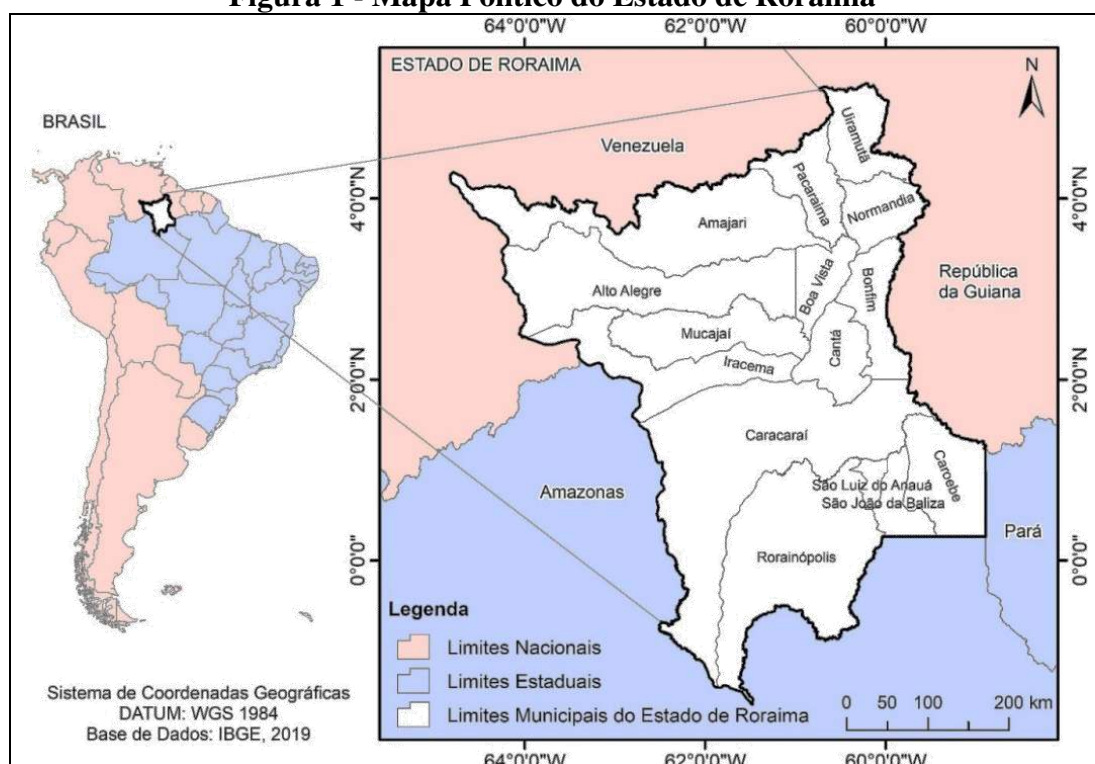 Figura 1 - Mapa Político do Estado de Roraima
64°0'0"W
62°0'0"W
60°0'0"W
ESTADO DE RORAIMA
N
BRASIL
Venezuela
Uiramutã
Pacaraima
Normandia
Amajari
4°0'0"N
4°0'0"N
República
da Guiana
Boa Vista
Bonfim
Alto Alegre
Mucajaí
Cantá
Iracema
2°0'0"N
2°0'0"N
Caracaraí
São Luiz do Anauá
São João da Baliza
Caroebe
Amazonas
Pará
Rorainópolis
0°0'0"
0°0'0"
Legenda
Limites Nacionais
Limites Estaduais
Limites Municipais do Estado de Roraima
0 50 100 200 km
Sistema de Coordenadas Geográficas
DATUM: WGS 1984
Base de Dados: IBGE, 2019
64°0'0"W
62°0'0"W
60°0'0"W